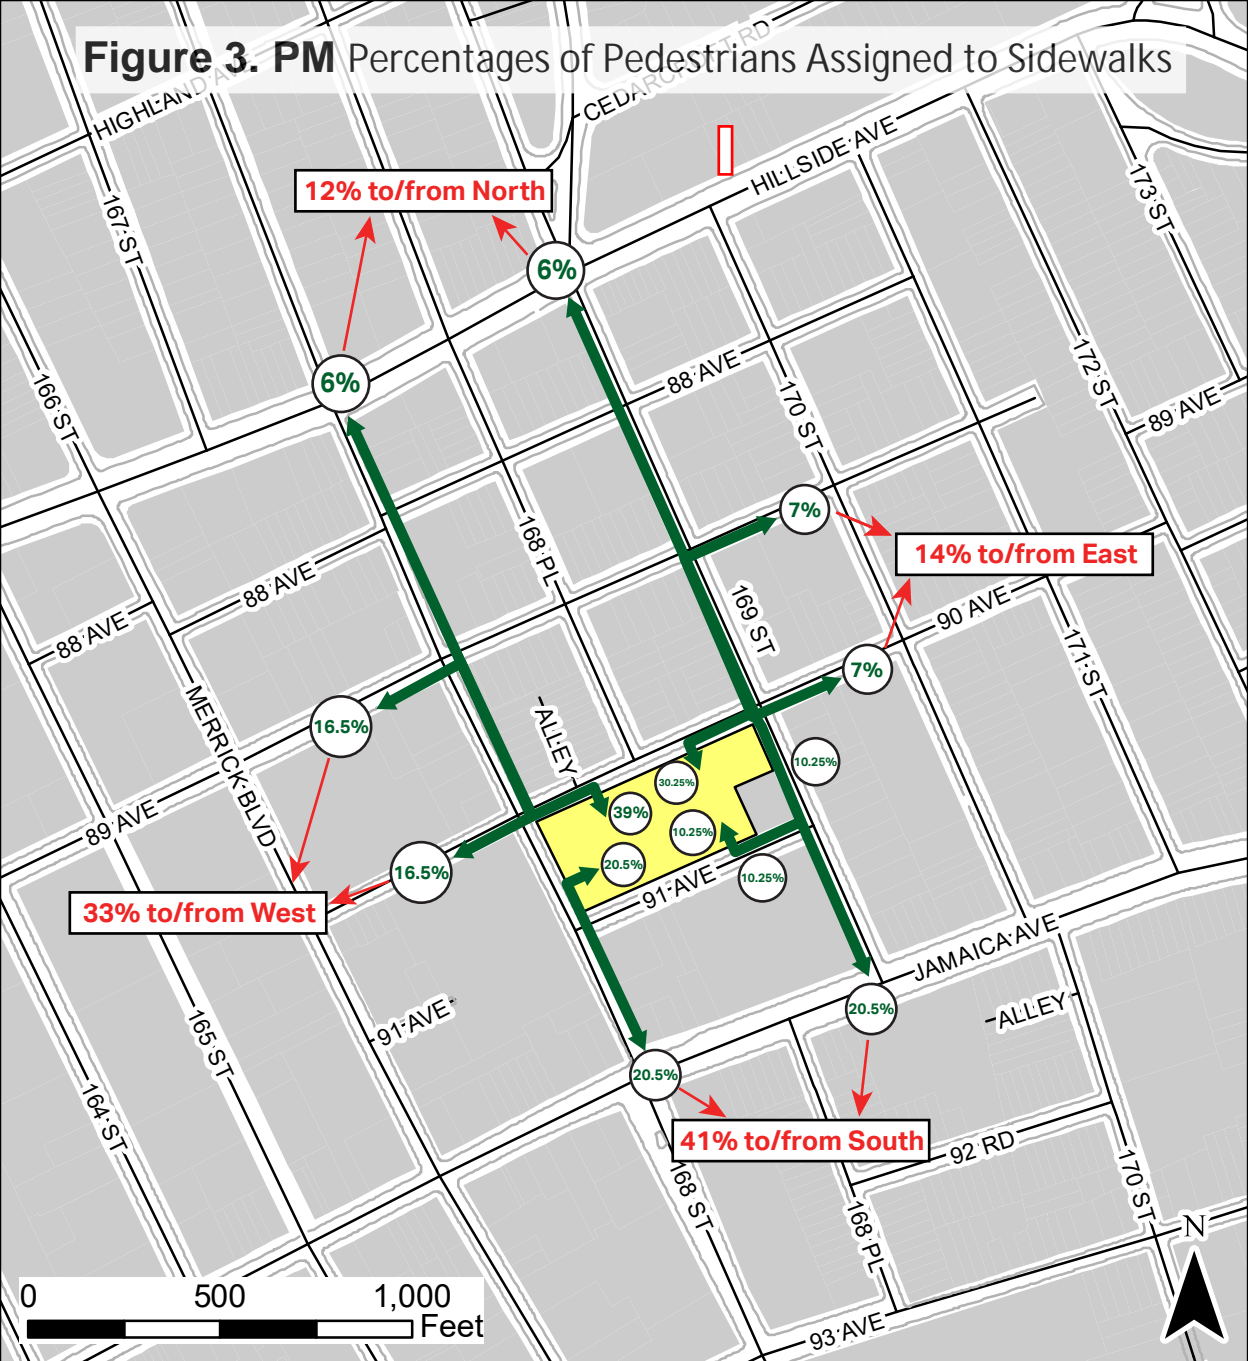 Figure 3. PM Percentages of Pedestrians Assigned to Sidewalks
HIGHLAND AVE
CEDARCROFT RD
HILLSIDE AVE
173 ST
167 ST
12% to/from North
6%
6%
166 ST
88 AVE
170 ST
172 ST
89 AVE
7%
14% to/from East
168 PL
88 AVE
88 AVE
169 ST
90 AVE
171 ST
7%
MERRICK BLVD
16.5%
ALLEY
10.25%
30.25%
39%
10.25%
20.5%
89 AVE
16.5%
91 AVE
10.25%
33% to/from West
JAMAICA AVE
20.5%
ALLEY
91 AVE
165 ST
164 ST
20.5%
41% to/from South
92 RD
168 ST
170 ST
168 PL
N
93 AVE
0 500 1,000
Feet